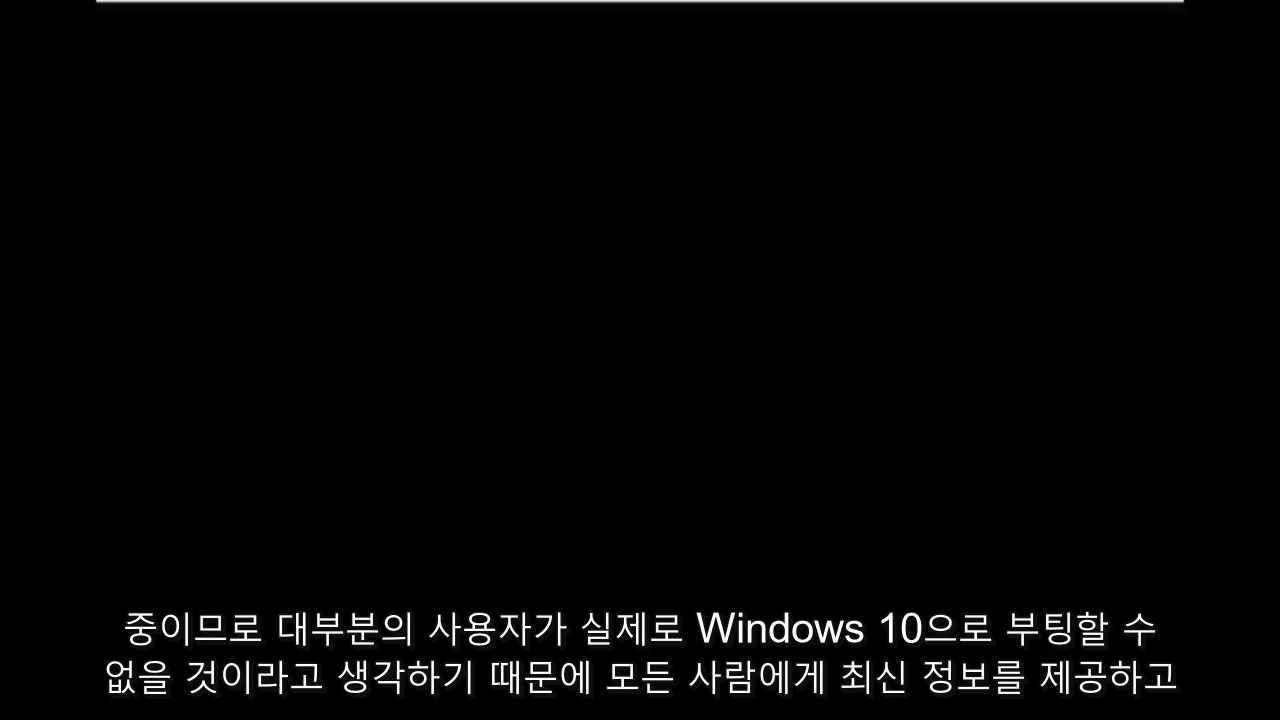 중이므로 대부분의 사용자가 실제로 Windows 10으로 부팅할 수
없을 것이라고 생각하기 때문에 모든 사람에게 최신 정보를 제공하고